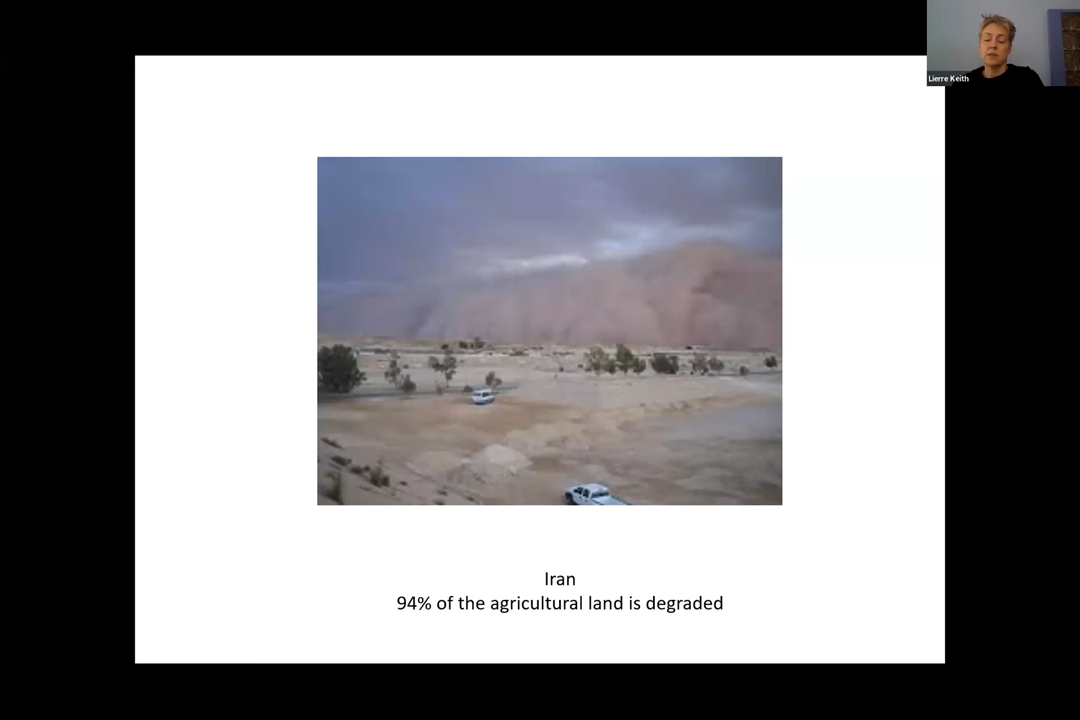 Lierre Keith
Iran
94% of the agricultural land is degraded